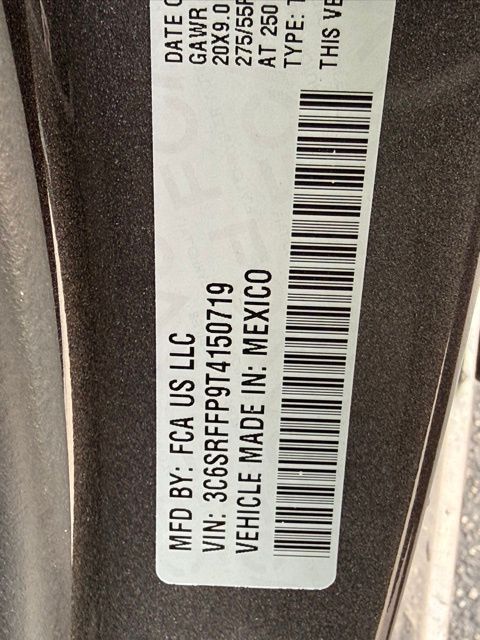 MFD BY: FCA US LLC
VIN: 3C6SRFFP9T4150719
VEHICLE MADE IN: MEXICO
DATE O
GAWR
20X9.0
275/55R
AT 250
TYPE: T
THIS VE